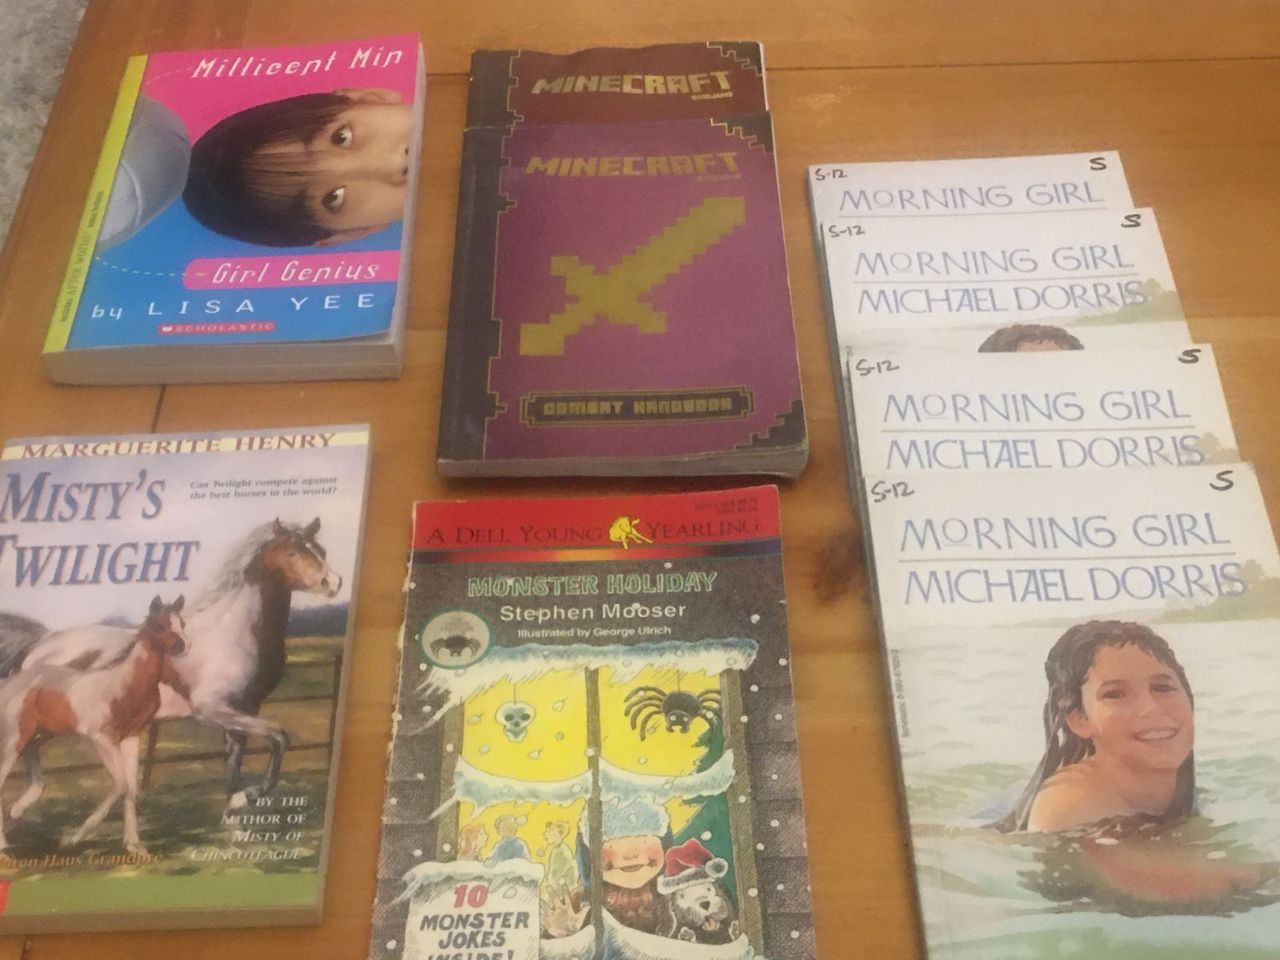 Millicent Min
Girl Genius
by LISA YEE
SCHOLASTIC
MINECRAFT
MOJANG
MINECRAFT
MOJANG
COMBAT HANDBOOK
S-12 S
MORNING GIRL
S-12 S
MORNING GIRL
MICHAEL DORRIS
S-12 S
MORNING GIRL
MICHAEL DORRIS
S-12 S
MORNING GIRL
MICHAEL DORRIS
MARGUERITE HENRY
MISTY'S
TWILIGHT
Can Twilight compete against
the best horses in the world?
BY THE
AUTHOR OF
MISTY OF
CHINCOTEAGUE
A DELL YOUNG YEARLING
MONSTER HOLIDAY
Stephen Mooser
Illustrated by George Ulrich
10
MONSTER
JOKES
INSIDE!